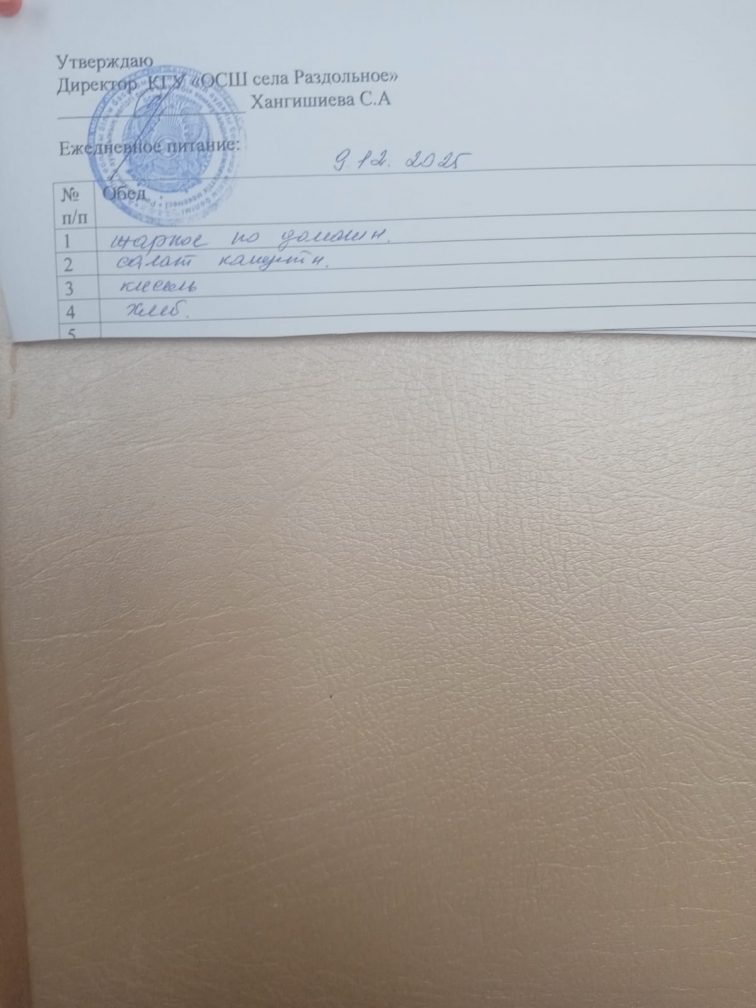 Утверждаю
Директор КГУ «ОСШ села Раздольное»
Хангишиева С.А
Ежедневное питание:
9.12. 2025
№ п/п Обед
1 жаркое по домашн.
2 салат капустн.
3 кисель
4 хлеб.
5